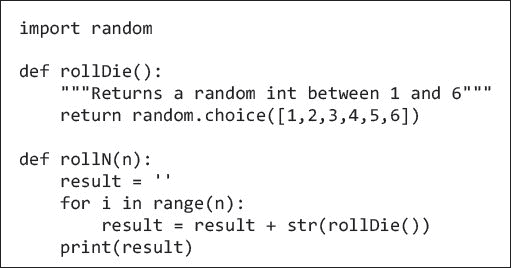 import random
def rollDie():
    """Returns a random int between 1 and 6"""
    return random.choice([1,2,3,4,5,6])
def rollN(n):
    result = ''
    for i in range(n):
        result = result + str(rollDie())
    print(result)